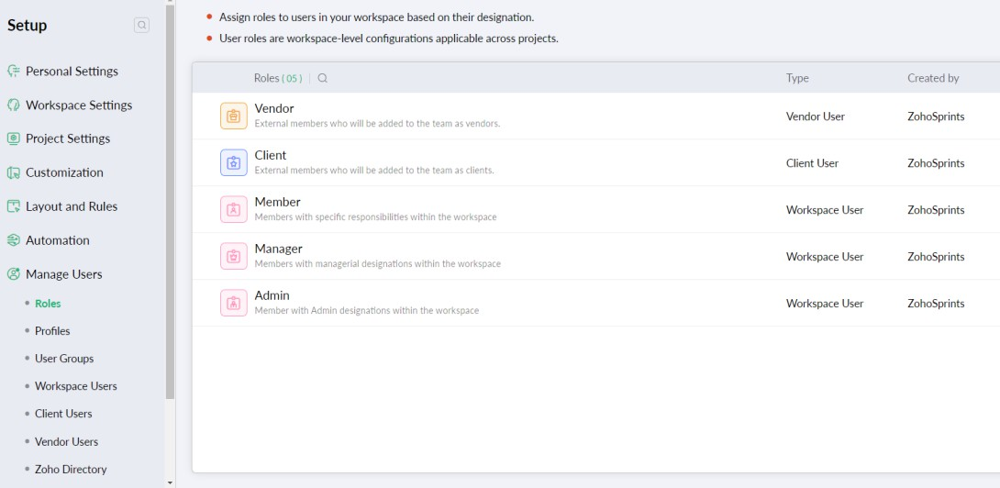 Setup
Personal Settings
Workspace Settings
Project Settings
Customization
Layout and Rules
Automation
Manage Users
Roles
Profiles
User Groups
Workspace Users
Client Users
Vendor Users
Zoho Directory
Assign roles to users in your workspace based on their designation.
User roles are workspace-level configurations applicable across projects.
Roles ( 05 ) Type Created by
Vendor
External members who will be added to the team as vendors.
Vendor User ZohoSprints
Client
External members who will be added to the team as clients.
Client User ZohoSprints
Member
Members with specific responsibilities within the workspace
Workspace User ZohoSprints
Manager
Members with managerial designations within the workspace
Workspace User ZohoSprints
Admin
Member with Admin designations within the workspace
Workspace User ZohoSprints